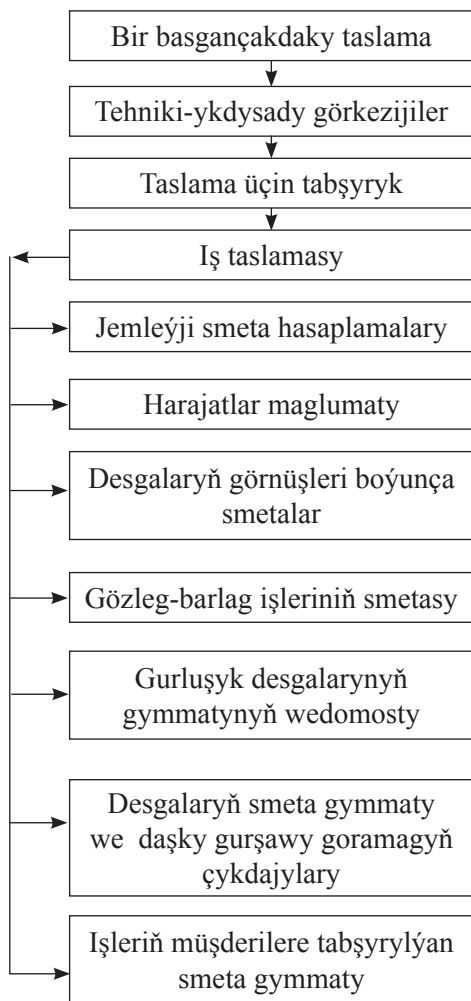 Bir basgançakdaky taslama
Tehniki-ykdysady görkezijiler
Taslama üçin tabşyryk
Iş taslamasy
Jemleýji smeta hasaplamalary
Harajatlar maglumaty
Desgalaryň görnüşleri boýunça
smetalar
Gözleg-barlag işleriniň smetasy
Gurluşyk desgalarynyň
gymmatynyň wedomosty
Desgalaryň smeta gymmaty
we daşky gurşawy goramagyň
çykdajylary
Işleriň müşderilere tabşyrylýan
smeta gymmaty